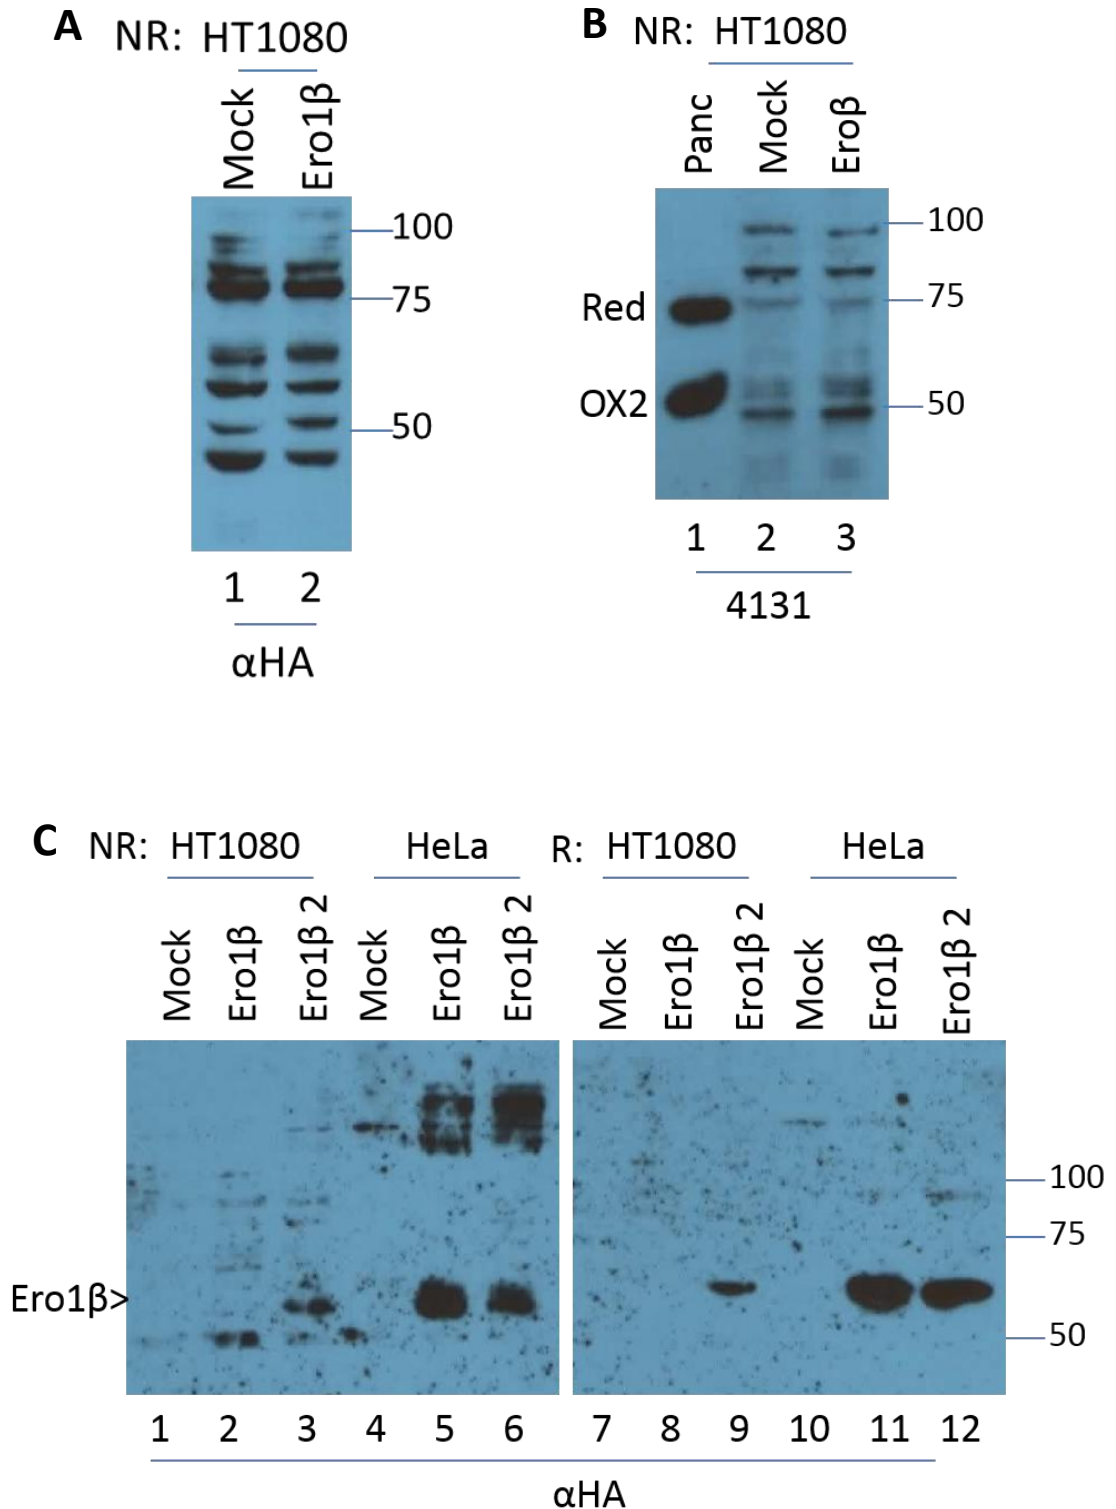 A
NR: HT1080
Mock
Ero1β
100
75
50
1 2
αHA
B
NR: HT1080
Panc
Mock
Eroβ
Red
OX2
100
75
50
1 2 3
4131
C
NR: HT1080 HeLa R: HT1080 HeLa
Mock
Ero1β
Ero1β 2
Mock
Ero1β
Ero1β 2
Mock
Ero1β
Ero1β 2
Mock
Ero1β
Ero1β 2
100
75
Ero1β>
50
1 2 3 4 5 6 7 8 9 10 11 12
αHA